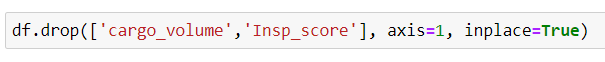 df.drop(['cargo_volume','Insp_score'], axis=1, inplace=True)